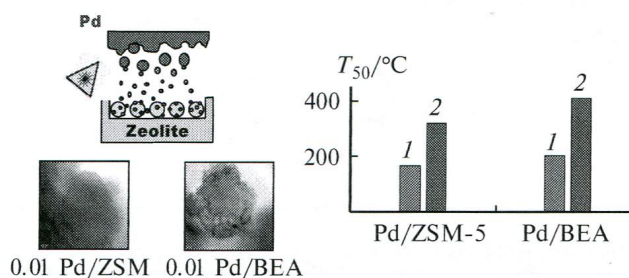 Pd
Zeolite
0.01 Pd/ZSM 0.01 Pd/BEA
T50/°C
400
200
1
2
1
2
Pd/ZSM-5 Pd/BEA